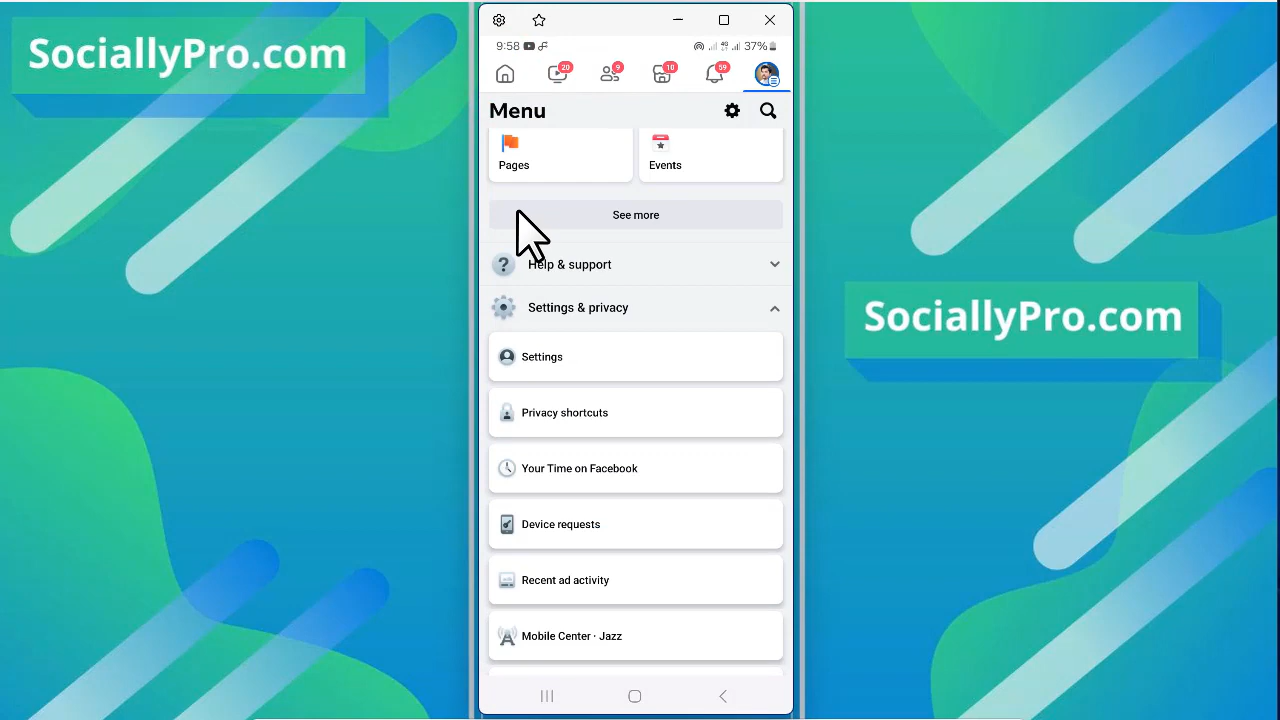 SociallyPro.com
9:58
37%
20
9
10
59
Menu
Pages
Events
See more
Help & support
Settings & privacy
SociallyPro.com
Settings
Privacy shortcuts
Your Time on Facebook
Device requests
Recent ad activity
Mobile Center · Jazz